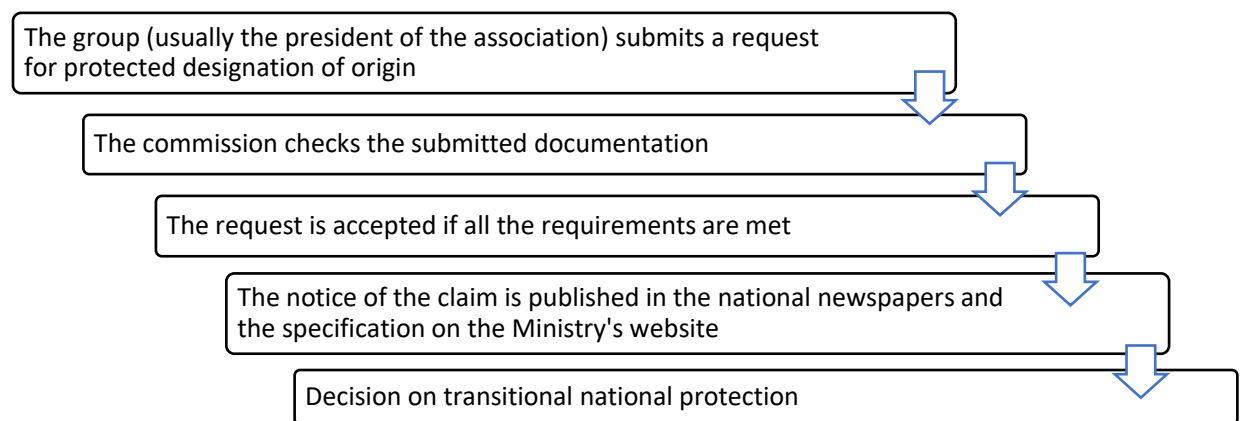 The group (usually the president of the association) submits a request
for protected designation of origin
The commission checks the submitted documentation
The request is accepted if all the requirements are met
The notice of the claim is published in the national newspapers and
the specification on the Ministry's website
Decision on transitional national protection